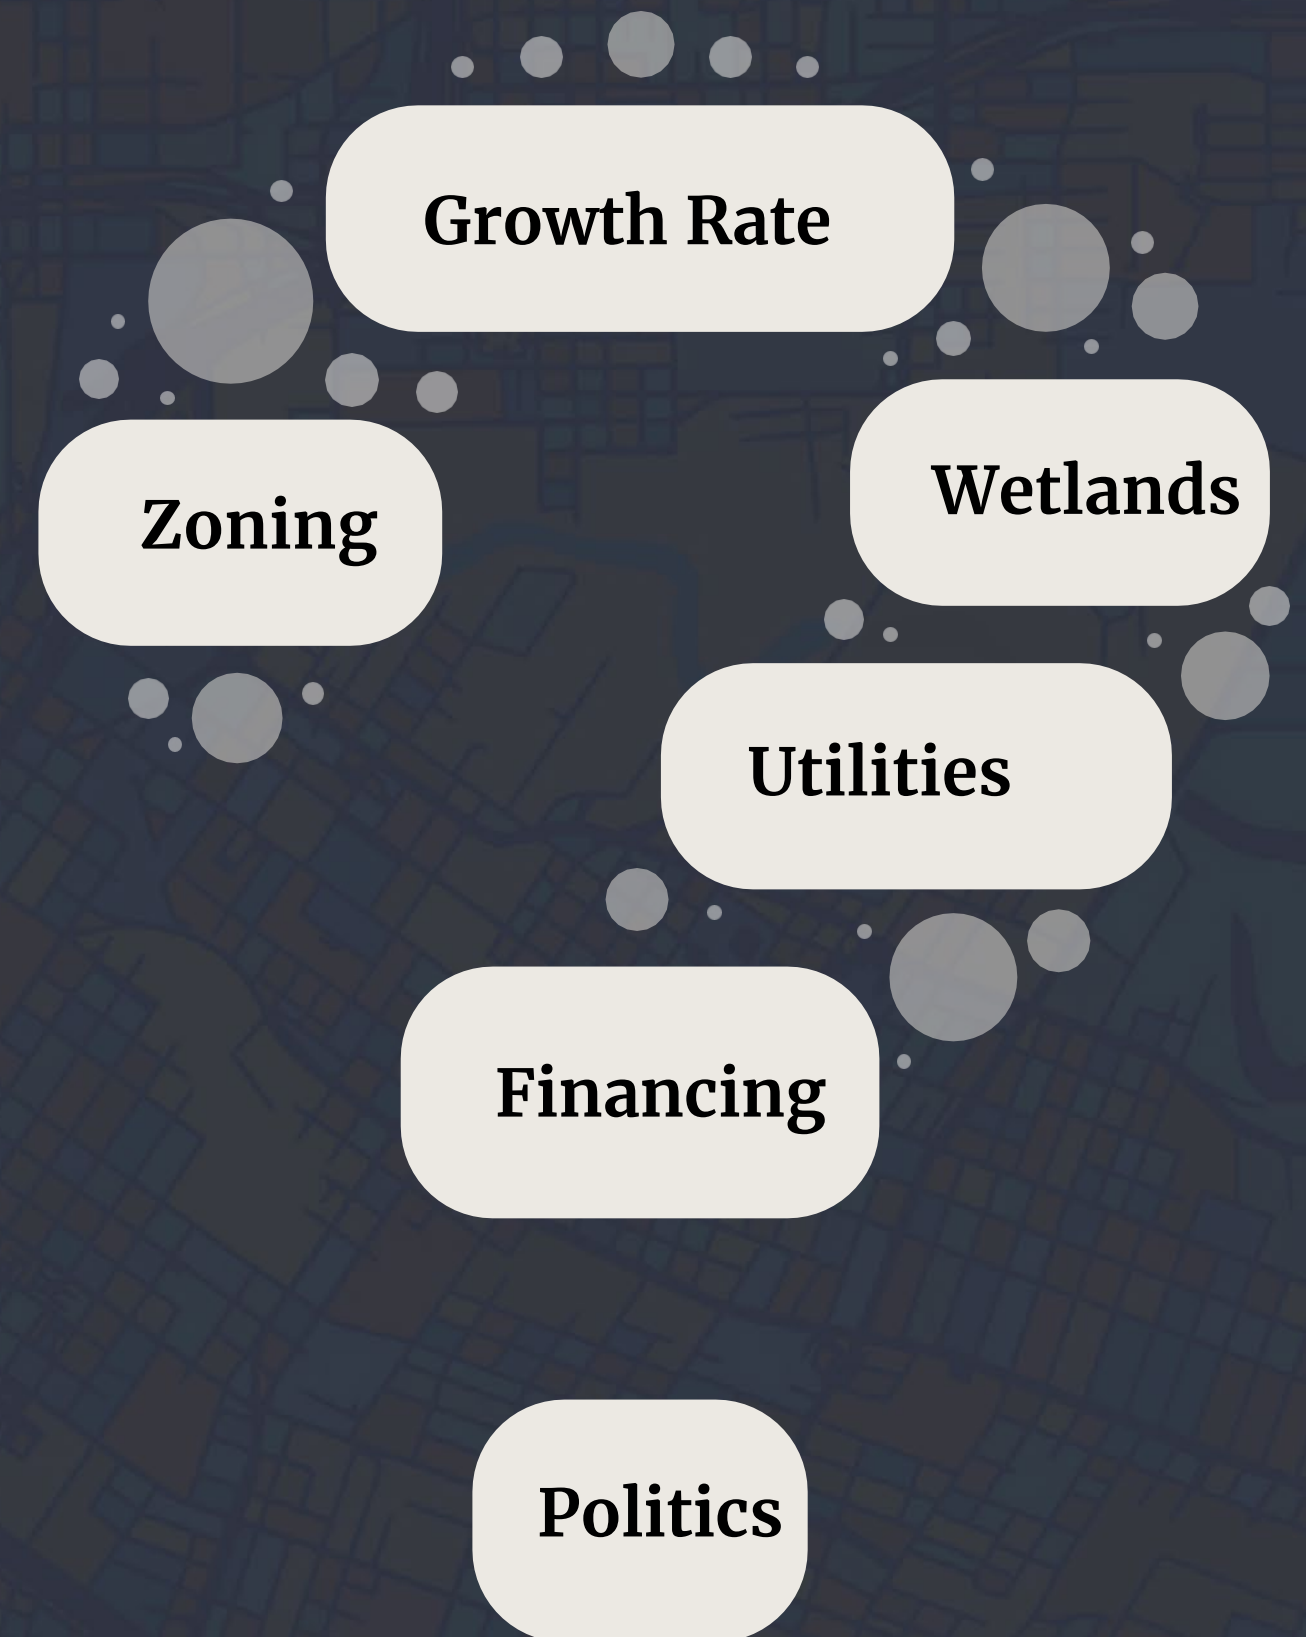 Growth Rate
Zoning
Wetlands
Utilities
Financing
Politics